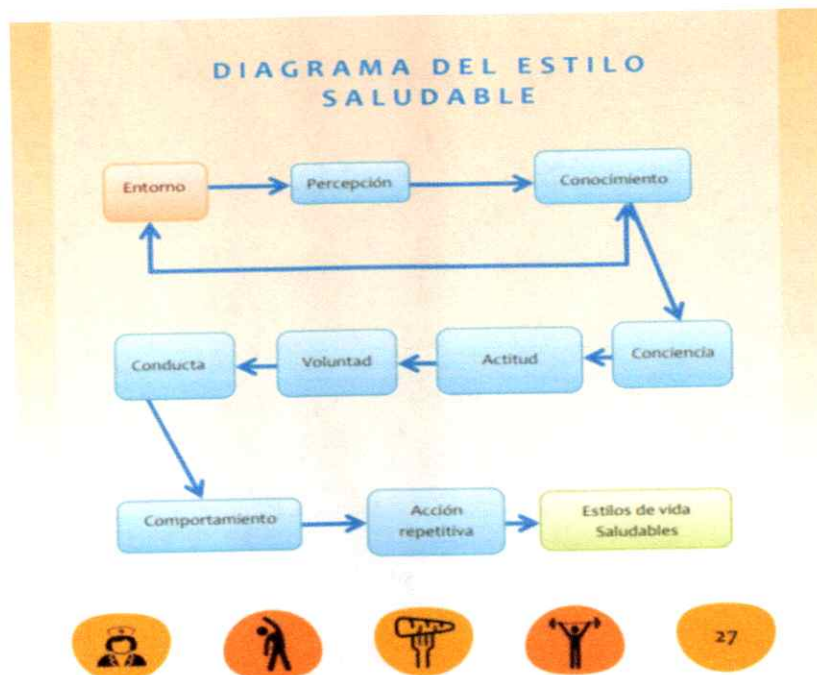 DIAGRAMA DEL ESTILO
SALUDABLE
Entorno
Percepción
Conocimiento
Conducta
Voluntad
Actitud
Conciencia
Comportamiento
Acción
repetitiva
Estilos de vida
Saludables
27